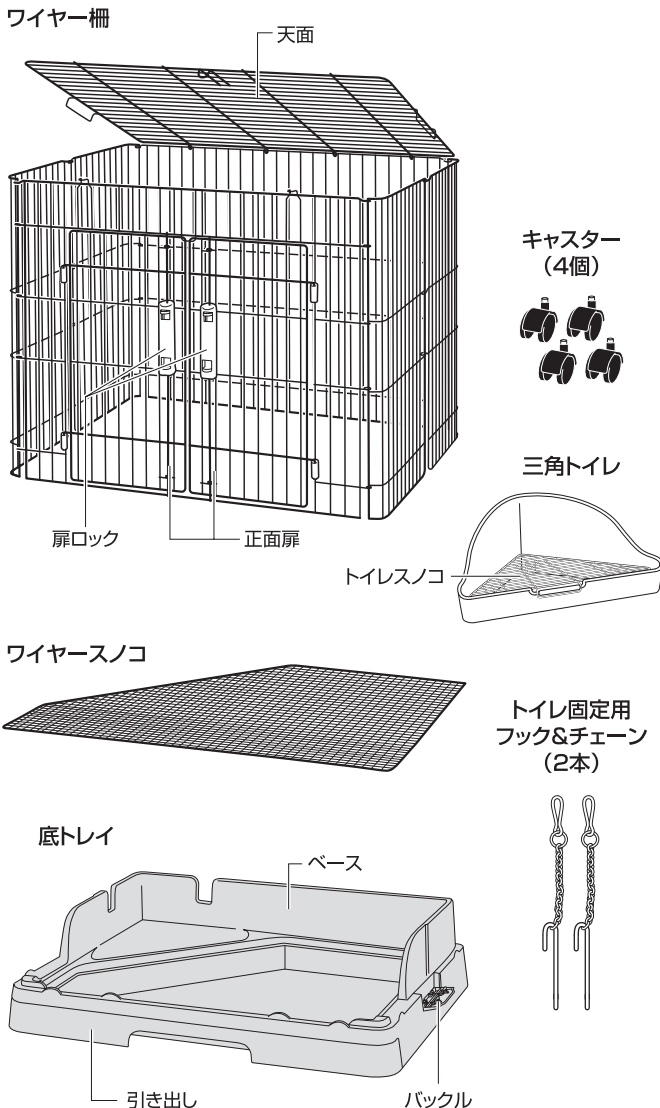 ワイヤー柵
天面
キャスター
（4個）
三角トイレ
扉ロック
正面扉
トイレスノコ
ワイヤースノコ
トイレ固定用
フック&チェーン
（2本）
底トレイ
ベース
引き出し
バックル